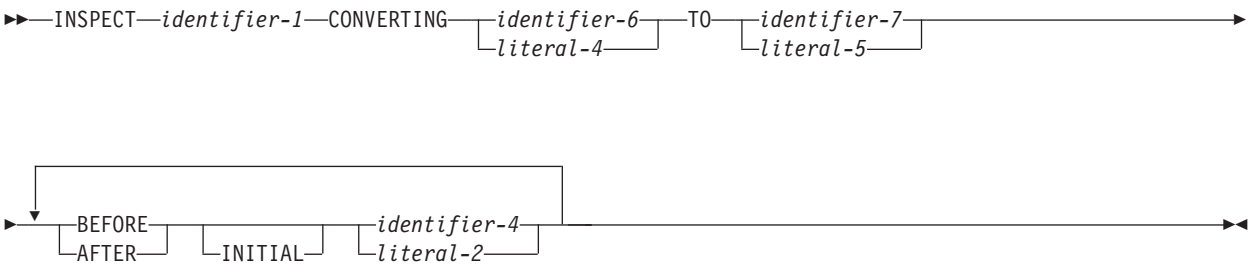 INSPECT identifier-1 CONVERTING identifier-6 TO identifier-7
literal-4 literal-5
BEFORE identifier-4
AFTER INITIAL literal-2